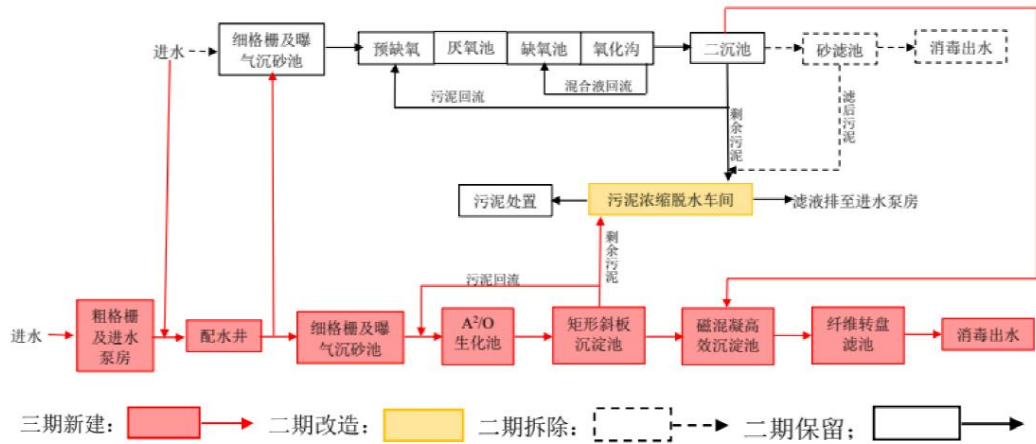 进水
细格栅及曝
气沉砂池
预缺氧
厌氧池
缺氧池
氧化沟
二沉池
砂滤池
消毒出水
混合液回流
污泥回流
剩余污泥
滤后污泥
污泥处置
污泥浓缩脱水车间
滤液排至进水泵房
剩余污泥
污泥回流
进水
粗格栅
及进水
泵房
配水井
细格栅及曝
气沉砂池
A²/O
生化池
矩形斜板
沉淀池
磁混凝高
效沉淀池
纤维转盘
滤池
消毒出水
三期新建：
二期改造：
二期拆除：
二期保留：